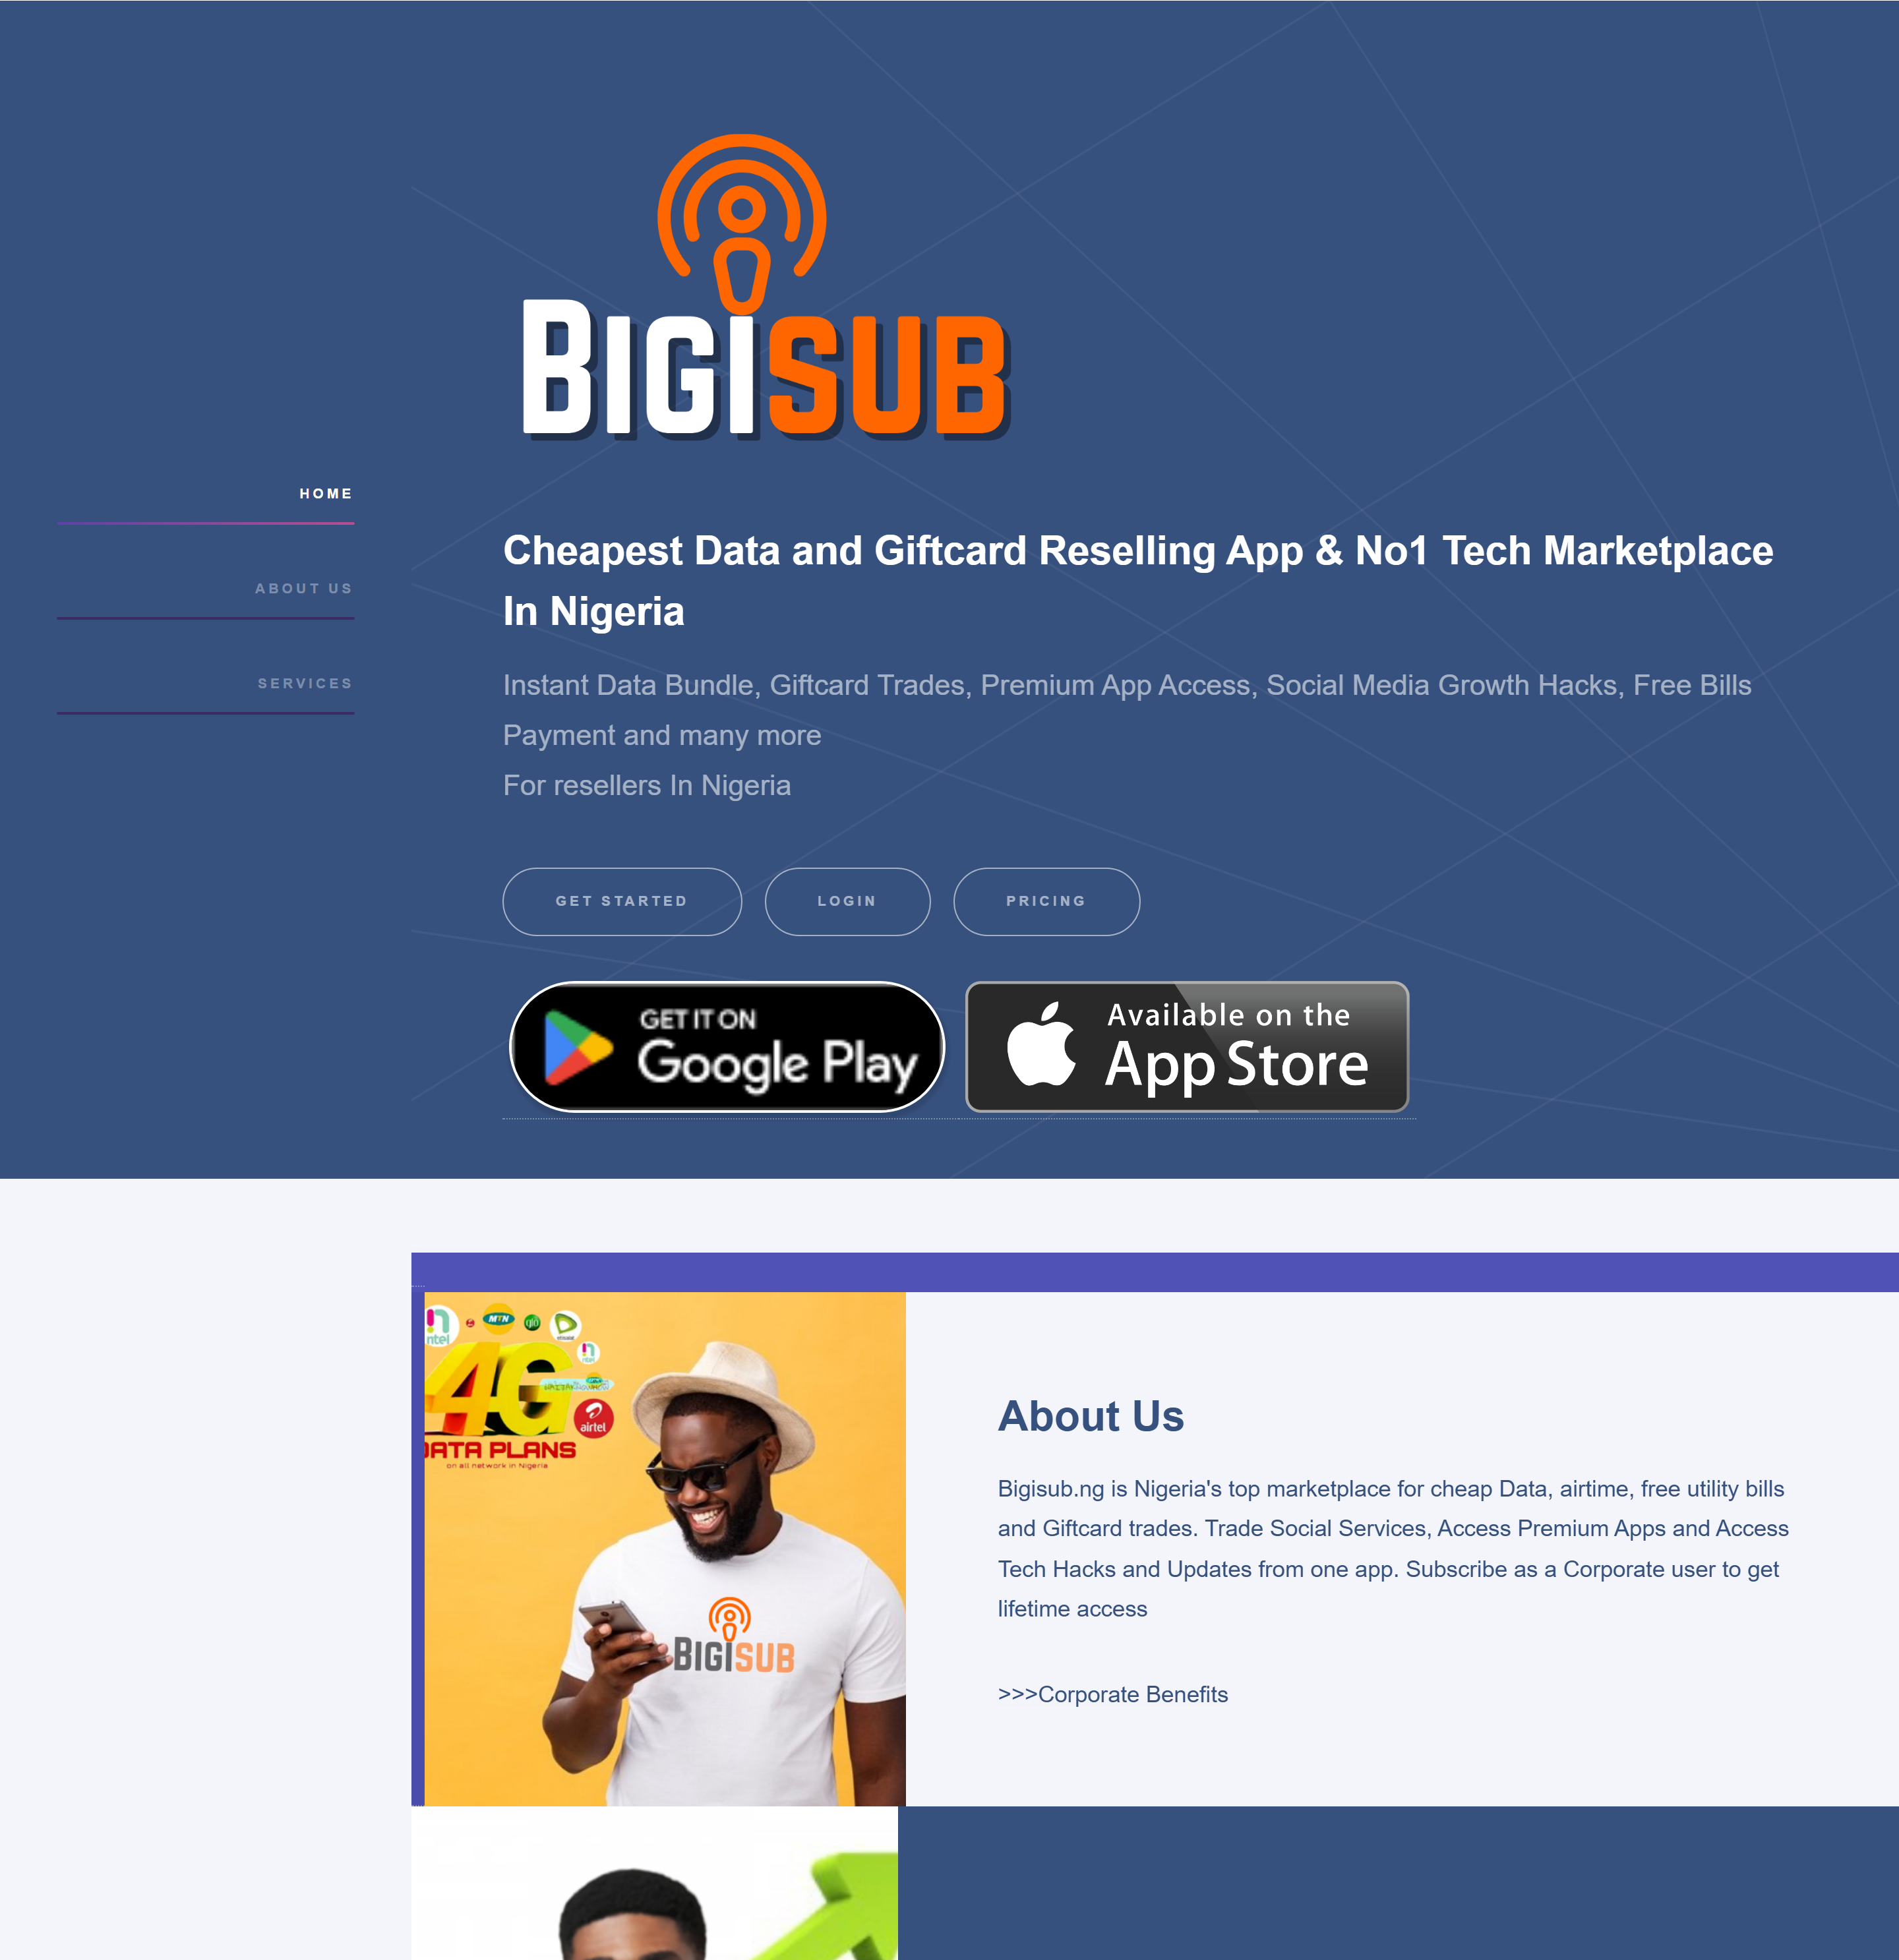 BIGISUB
HOME
ABOUT US
SERVICES
Cheapest Data and Giftcard Reselling App & No1 Tech Marketplace
In Nigeria
Instant Data Bundle, Giftcard Trades, Premium App Access, Social Media Growth Hacks, Free Bills
Payment and many more
For resellers In Nigeria
GET STARTED
LOGIN
PRICING
GET IT ON
Google Play
Available on the
App Store
ntel
MTN
glo
etisalat
4G
ntel
airtel
DATA PLANS
on all network in Nigeria
BIGISUB
About Us
Bigisub.ng is Nigeria's top marketplace for cheap Data, airtime, free utility bills
and Giftcard trades. Trade Social Services, Access Premium Apps and Access
Tech Hacks and Updates from one app. Subscribe as a Corporate user to get
lifetime access
>>>Corporate Benefits